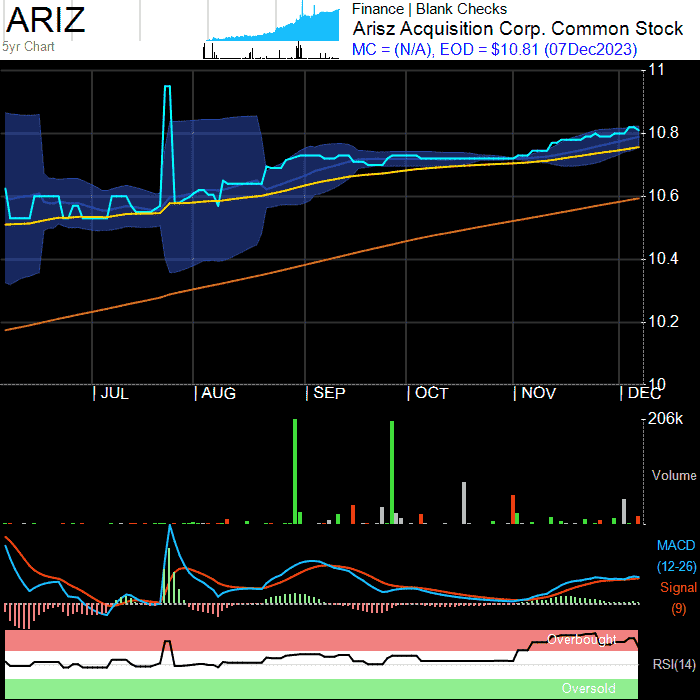 ARIZ
5yr Chart
Finance | Blank Checks
Arisz Acquisition Corp. Common Stock
MC = (N/A), EOD = $10.81 (07Dec2023)
11
10.8
10.6
10.4
10.2
10
JUL AUG SEP OCT NOV DEC
206k
Volume
MACD
(12-26)
Signal
(9)
Overbought
RSI(14)
Oversold